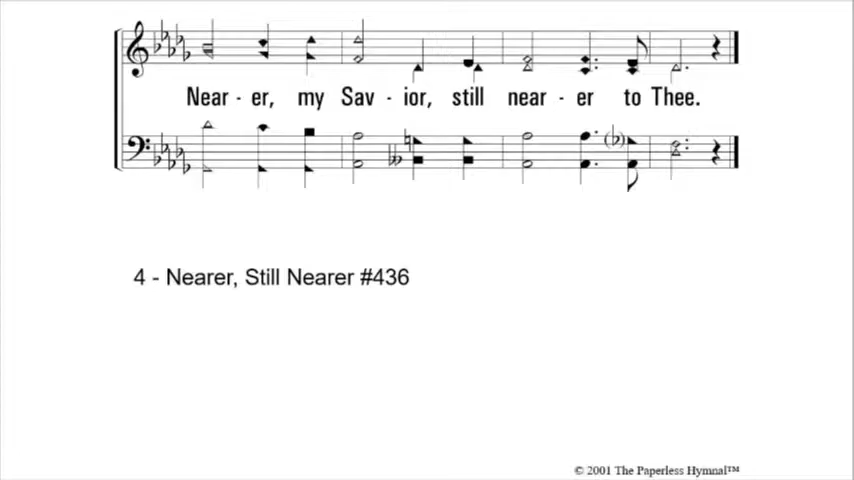 Near - er, my Sav - ior, still near - er to Thee.
4 - Nearer, Still Nearer #436
© 2001 The Paperless Hymnal™